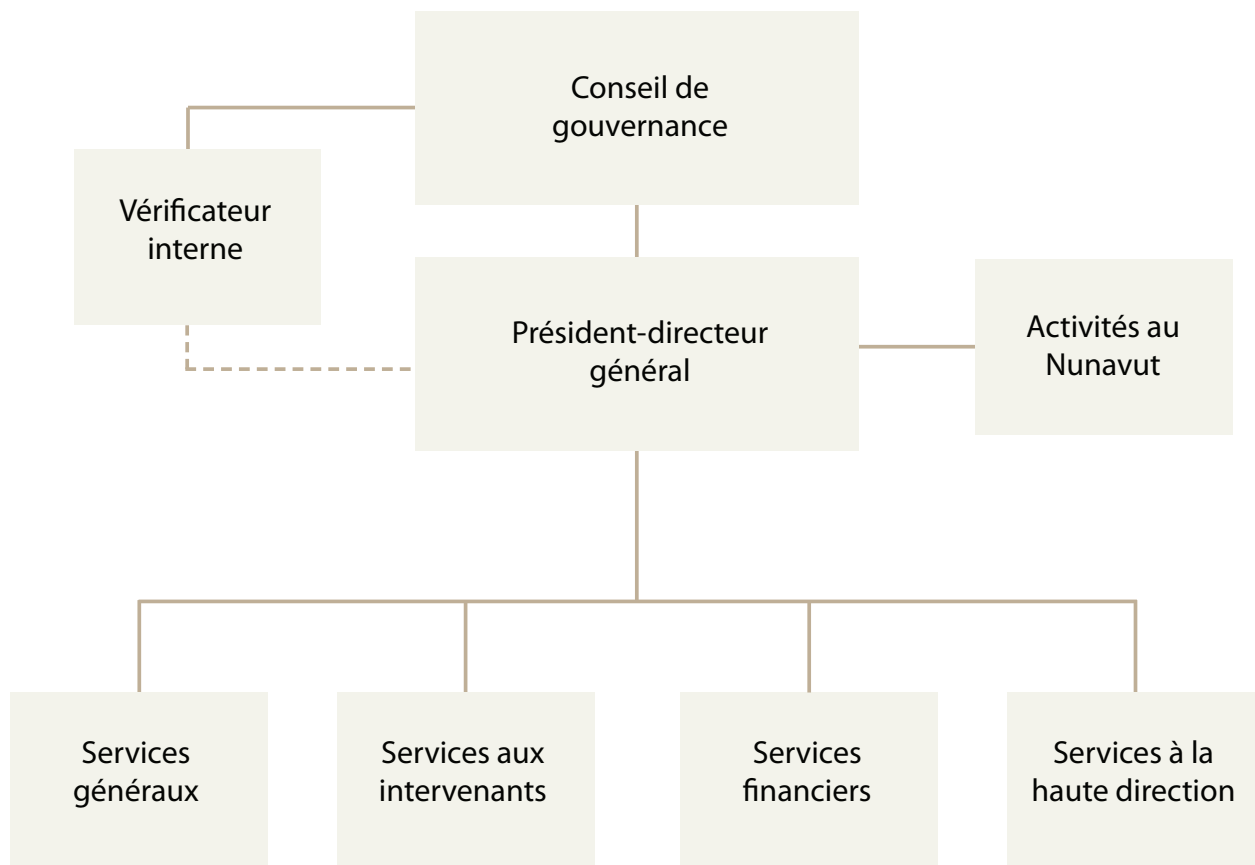 Conseil de
gouvernance
Vérificateur
interne
Président-directeur
général
Activités au
Nunavut
Services
généraux
Services aux
intervenants
Services
financiers
Services à la
haute direction